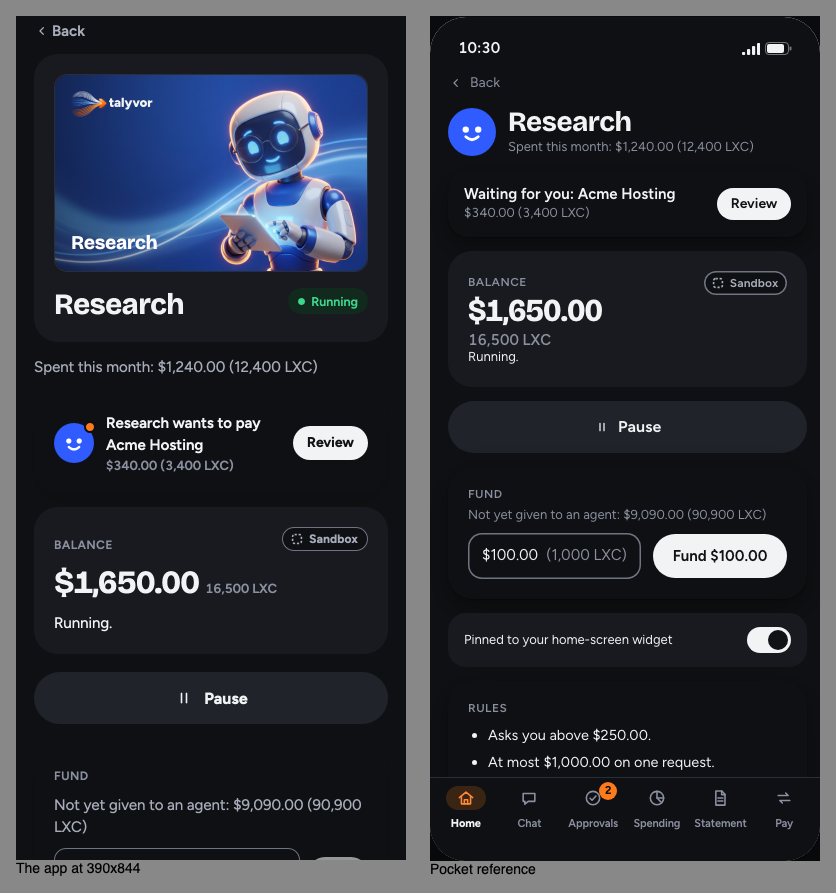 Back
talyvor
Research
Research
Running
Spent this month: $1,240.00 (12,400 LXC)
Research wants to pay
Acme Hosting
$340.00 (3,400 LXC)
Review
Sandbox
BALANCE
$1,650.00 16,500 LXC
Running.
Pause
FUND
Not yet given to an agent: $9,090.00 (90,900
LXC)
The app at 390x844
10:30
Back
Research
Spent this month: $1,240.00 (12,400 LXC)
Waiting for you: Acme Hosting
$340.00 (3,400 LXC)
Review
BALANCE
Sandbox
$1,650.00
16,500 LXC
Running.
Pause
FUND
Not yet given to an agent: $9,090.00 (90,900 LXC)
$100.00 (1,000 LXC)
Fund $100.00
Pinned to your home-screen widget
RULES
• Asks you above $250.00.
• At most $1,000.00 on one request.
2
Home Chat Approvals Spending Statement Pay
Pocket reference